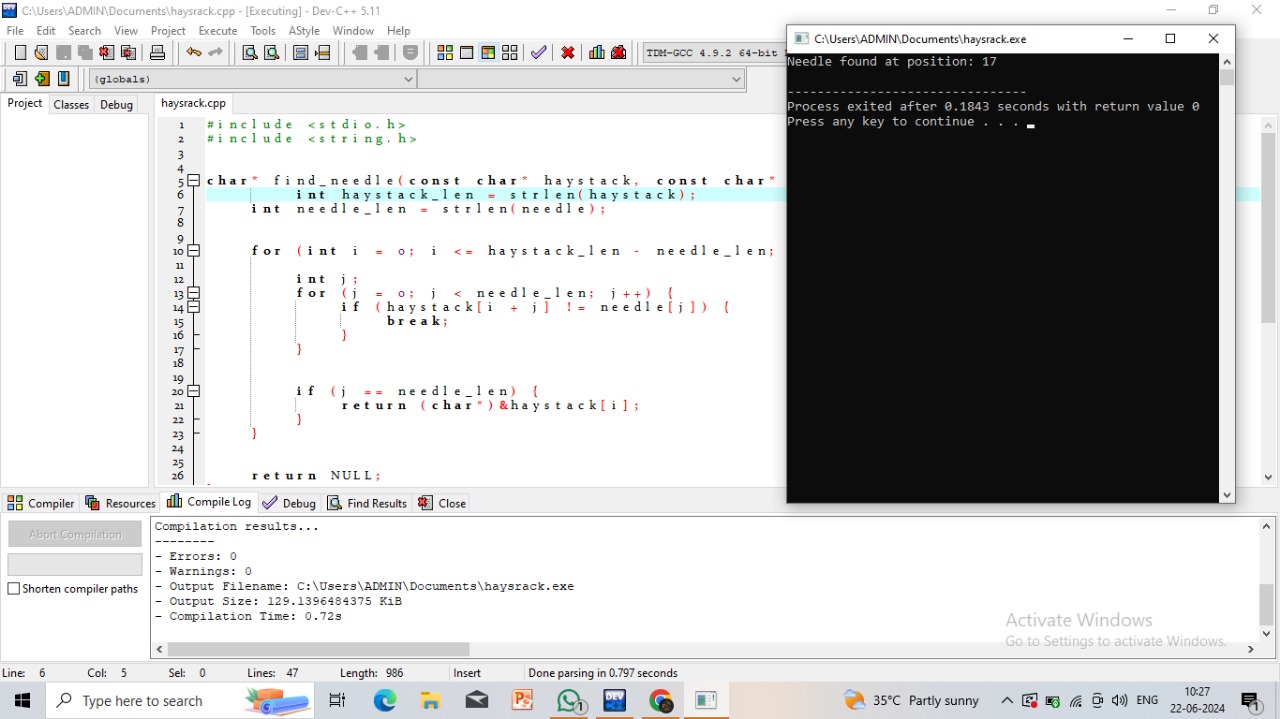 C:\Users\ADMIN\Documents\haysrack.cpp - [Executing] - Dev-C++ 5.11
File Edit Search View Project Execute Tools AStyle Window Help
TDM-GCC 4.9.2 64-bit
(globals)
Project Classes Debug
haysrack.cpp
1 #include <stdio.h>
2 #include <string.h>
3
4
5 char* find_needle(const char* haystack, const char*
6 int haystack_len = strlen(haystack);
7 int needle_len = strlen(needle);
8
9
10 for (int i = 0; i <= haystack_len - needle_len;
11
12 int j;
13 for (j = 0; j < needle_len; j++) {
14 if (haystack[i + j] != needle[j]) {
15 break;
16 }
17 }
18
19
20 if (j == needle_len) {
21 return (char*)&haystack[i];
22 }
23 }
24
25
26 return NULL;
C:\Users\ADMIN\Documents\haysrack.exe
Needle found at position: 17
--------------------------------
Process exited after 0.1843 seconds with return value 0
Press any key to continue . . .
Compiler Resources Compile Log Debug Find Results Close
Abort Compilation
Shorten compiler paths
Compilation results...
--------
- Errors: 0
- Warnings: 0
- Output Filename: C:\Users\ADMIN\Documents\haysrack.exe
- Output Size: 129.1396484375 KiB
- Compilation Time: 0.72s
Activate Windows
Go to Settings to activate Windows.
Line: 6 Col: 5 Sel: 0 Lines: 47 Length: 986 Insert Done parsing in 0.797 seconds
Type here to search
1
DEV
35°C Partly sunny
ENG
10:27
22-06-2024
1